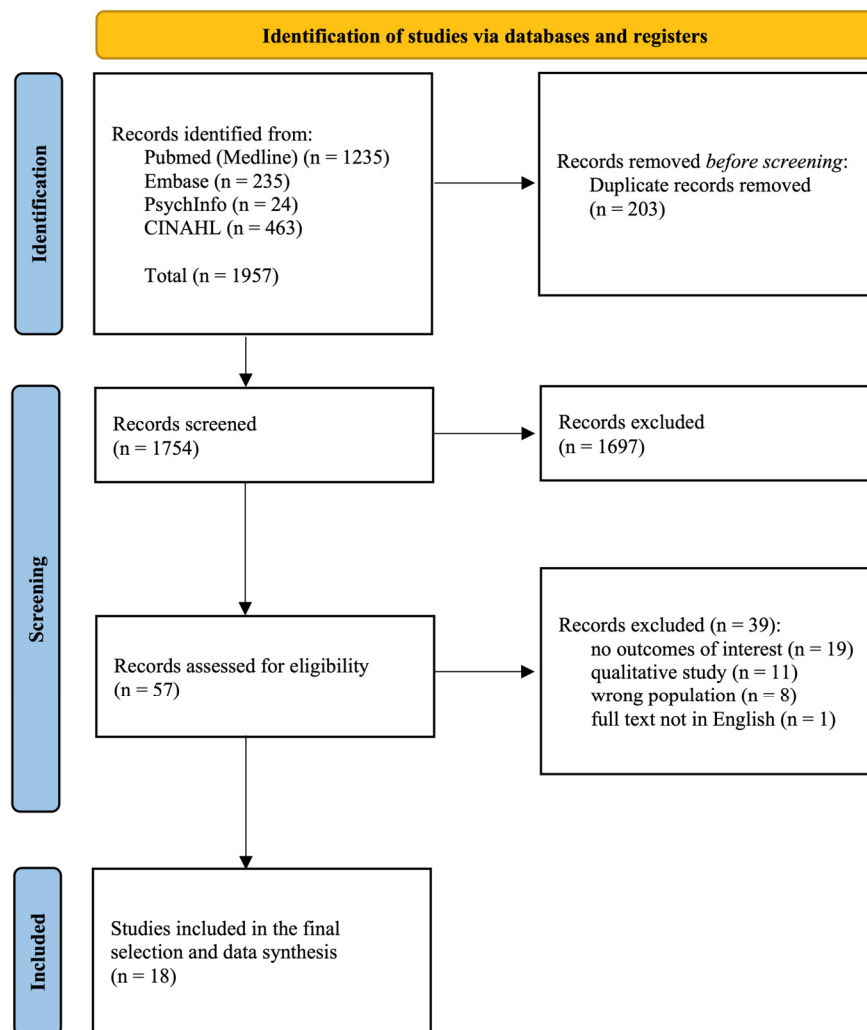 Identification of studies via databases and registers
Identification
Records identified from:
Pubmed (Medline) (n = 1235)
Embase (n = 235)
PsychInfo (n = 24)
CINAHL (n = 463)
Total (n = 1957)
Records removed before screening:
Duplicate records removed
(n = 203)
Screening
Records screened
(n = 1754)
Records excluded
(n = 1697)
Records assessed for eligibility
(n = 57)
Records excluded (n = 39):
no outcomes of interest (n = 19)
qualitative study (n = 11)
wrong population (n = 8)
full text not in English (n = 1)
Included
Studies included in the final
selection and data synthesis
(n = 18)